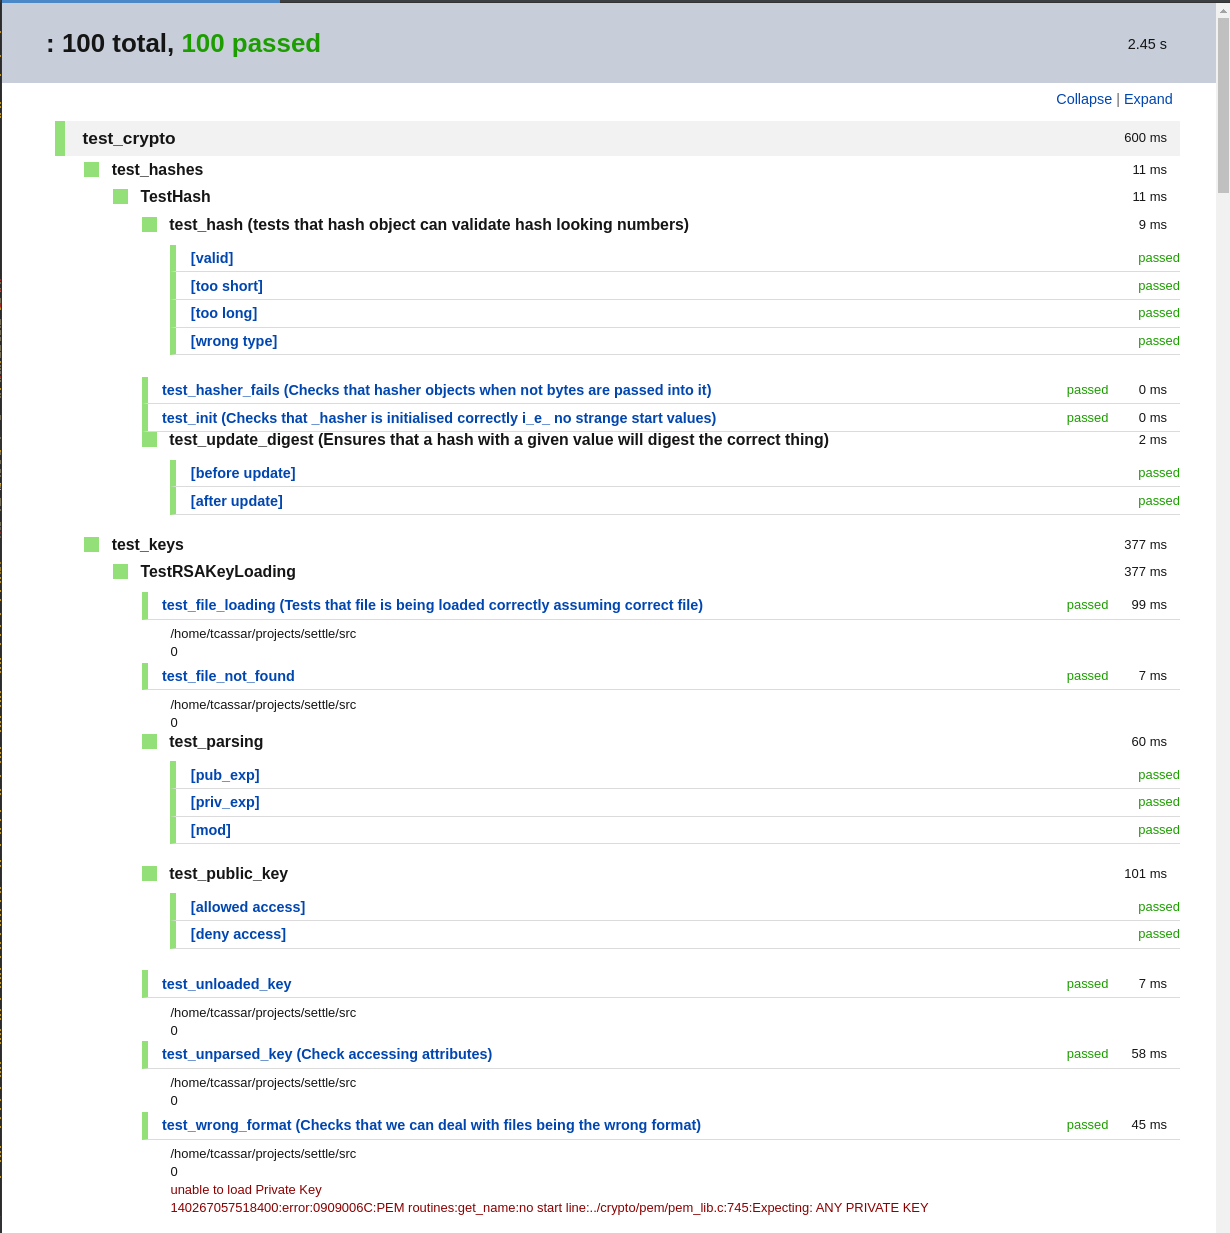 : 100 total, 100 passed 2.45 s
Collapse | Expand
test_crypto 600 ms
test_hashes 11 ms
TestHash 11 ms
test_hash (tests that hash object can validate hash looking numbers) 9 ms
[valid] passed
[too short] passed
[too long] passed
[wrong type] passed
test_hasher_fails (Checks that hasher objects when not bytes are passed into it) passed 0 ms
test_init (Checks that _hasher is initialised correctly i_e_ no strange start values) passed 0 ms
test_update_digest (Ensures that a hash with a given value will digest the correct thing) 2 ms
[before update] passed
[after update] passed
test_keys 377 ms
TestRSAKeyLoading 377 ms
test_file_loading (Tests that file is being loaded correctly assuming correct file) passed 99 ms
/home/tcassar/projects/settle/src
0
test_file_not_found passed 7 ms
/home/tcassar/projects/settle/src
0
test_parsing 60 ms
[pub_exp] passed
[priv_exp] passed
[mod] passed
test_public_key 101 ms
[allowed access] passed
[deny access] passed
test_unloaded_key passed 7 ms
/home/tcassar/projects/settle/src
0
test_unparsed_key (Check accessing attributes) passed 58 ms
/home/tcassar/projects/settle/src
0
test_wrong_format (Checks that we can deal with files being the wrong format) passed 45 ms
/home/tcassar/projects/settle/src
0
unable to load Private Key
140267057518400:error:0909006C:PEM routines:get_name:no start line:../crypto/pem/pem_lib.c:745:Expecting: ANY PRIVATE KEY